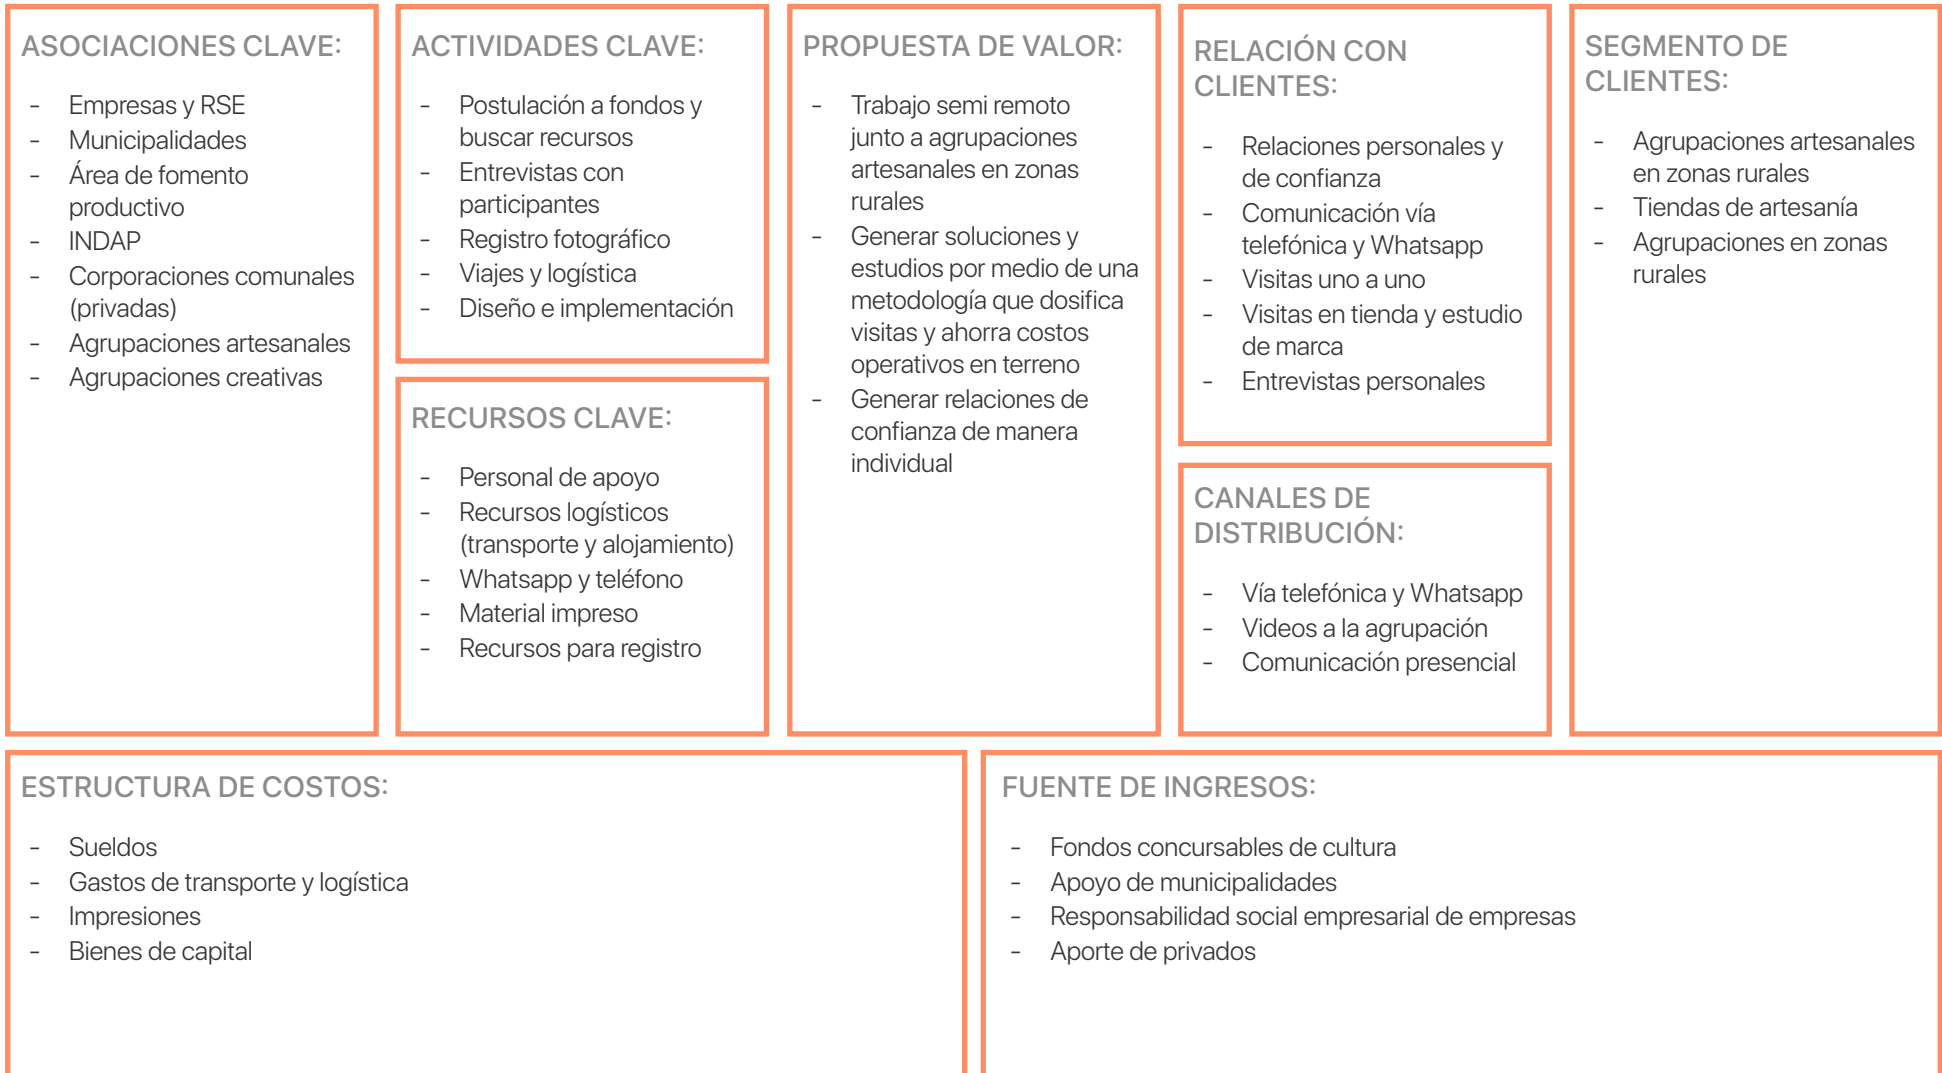 ASOCIACIONES CLAVE:
- Empresas y RSE
- Municipalidades
- Área de fomento
productivo
- INDAP
- Corporaciones comunales
(privadas)
- Agrupaciones artesanales
- Agrupaciones creativas
ACTIVIDADES CLAVE:
- Postulación a fondos y
buscar recursos
- Entrevistas con
participantes
- Registro fotográfico
- Viajes y logística
- Diseño e implementación
RECURSOS CLAVE:
- Personal de apoyo
- Recursos logísticos
(transporte y alojamiento)
- Whatsapp y teléfono
- Material impreso
- Recursos para registro
PROPUESTA DE VALOR:
- Trabajo semi remoto
junto a agrupaciones
artesanales en zonas
rurales
- Generar soluciones y
estudios por medio de una
metodología que dosifica
visitas y ahorra costos
operativos en terreno
- Generar relaciones de
confianza de manera
individual
RELACIÓN CON
CLIENTES:
- Relaciones personales y
de confianza
- Comunicación vía
telefónica y Whatsapp
- Visitas uno a uno
- Visitas en tienda y estudio
de marca
- Entrevistas personales
CANALES DE
DISTRIBUCIÓN:
- Vía telefónica y Whatsapp
- Videos a la agrupación
- Comunicación presencial
SEGMENTO DE
CLIENTES:
- Agrupaciones artesanales
en zonas rurales
- Tiendas de artesanía
- Agrupaciones en zonas
rurales
ESTRUCTURA DE COSTOS:
- Sueldos
- Gastos de transporte y logística
- Impresiones
- Bienes de capital
FUENTE DE INGRESOS:
- Fondos concursables de cultura
- Apoyo de municipalidades
- Responsabilidad social empresarial de empresas
- Aporte de privados